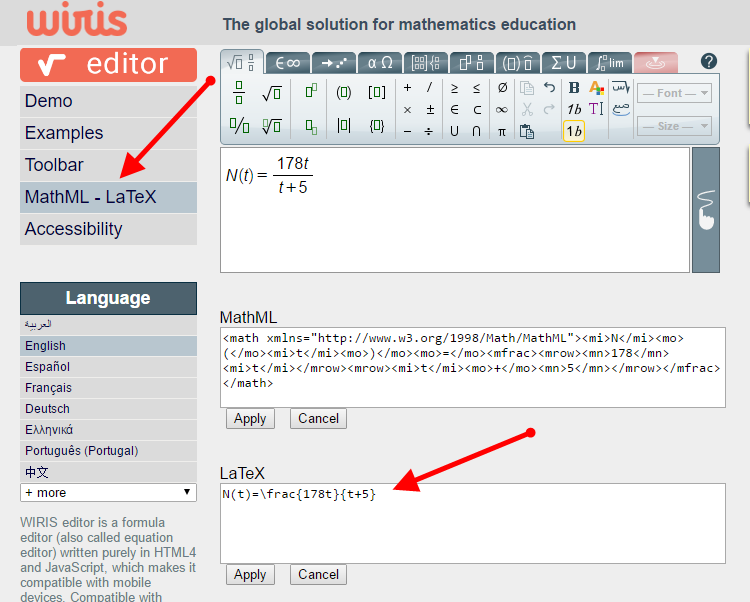 WIRIS
The global solution for mathematics education
√ editor
Demo
Examples
Toolbar
MathML - LaTeX
Accessibility
Language
العربية
English
Español
Français
Deutsch
Ελληνικά
Português (Portugal)
中文
+ more
WIRIS editor is a formula
editor (also called equation
editor) written purely in HTML4
and JavaScript, which makes it
compatible with mobile
devices. Compatible with
∈ ∞
α Ω
Σ U
lim
?
+ / ≥ ≤ Ø
B A
— Font —
× ± ∈ ⊂ ∞
1b TI
- ÷ ∪ ∩ π
1b
— Size —
N(t) = 178t
t + 5
MathML
<math xmlns="http://www.w3.org/1998/Math/MathML"><mi>N</mi><mo>
(</mo><mi>t</mi><mo>)</mo><mo>=</mo><mfrac><mrow><mn>178</mn>
<mi>t</mi></mrow><mrow><mi>t</mi><mo>+</mo><mn>5</mn></mrow></mfrac>
</math>
Apply Cancel
LaTeX
N(t)=\frac{178t}{t+5}
Apply Cancel